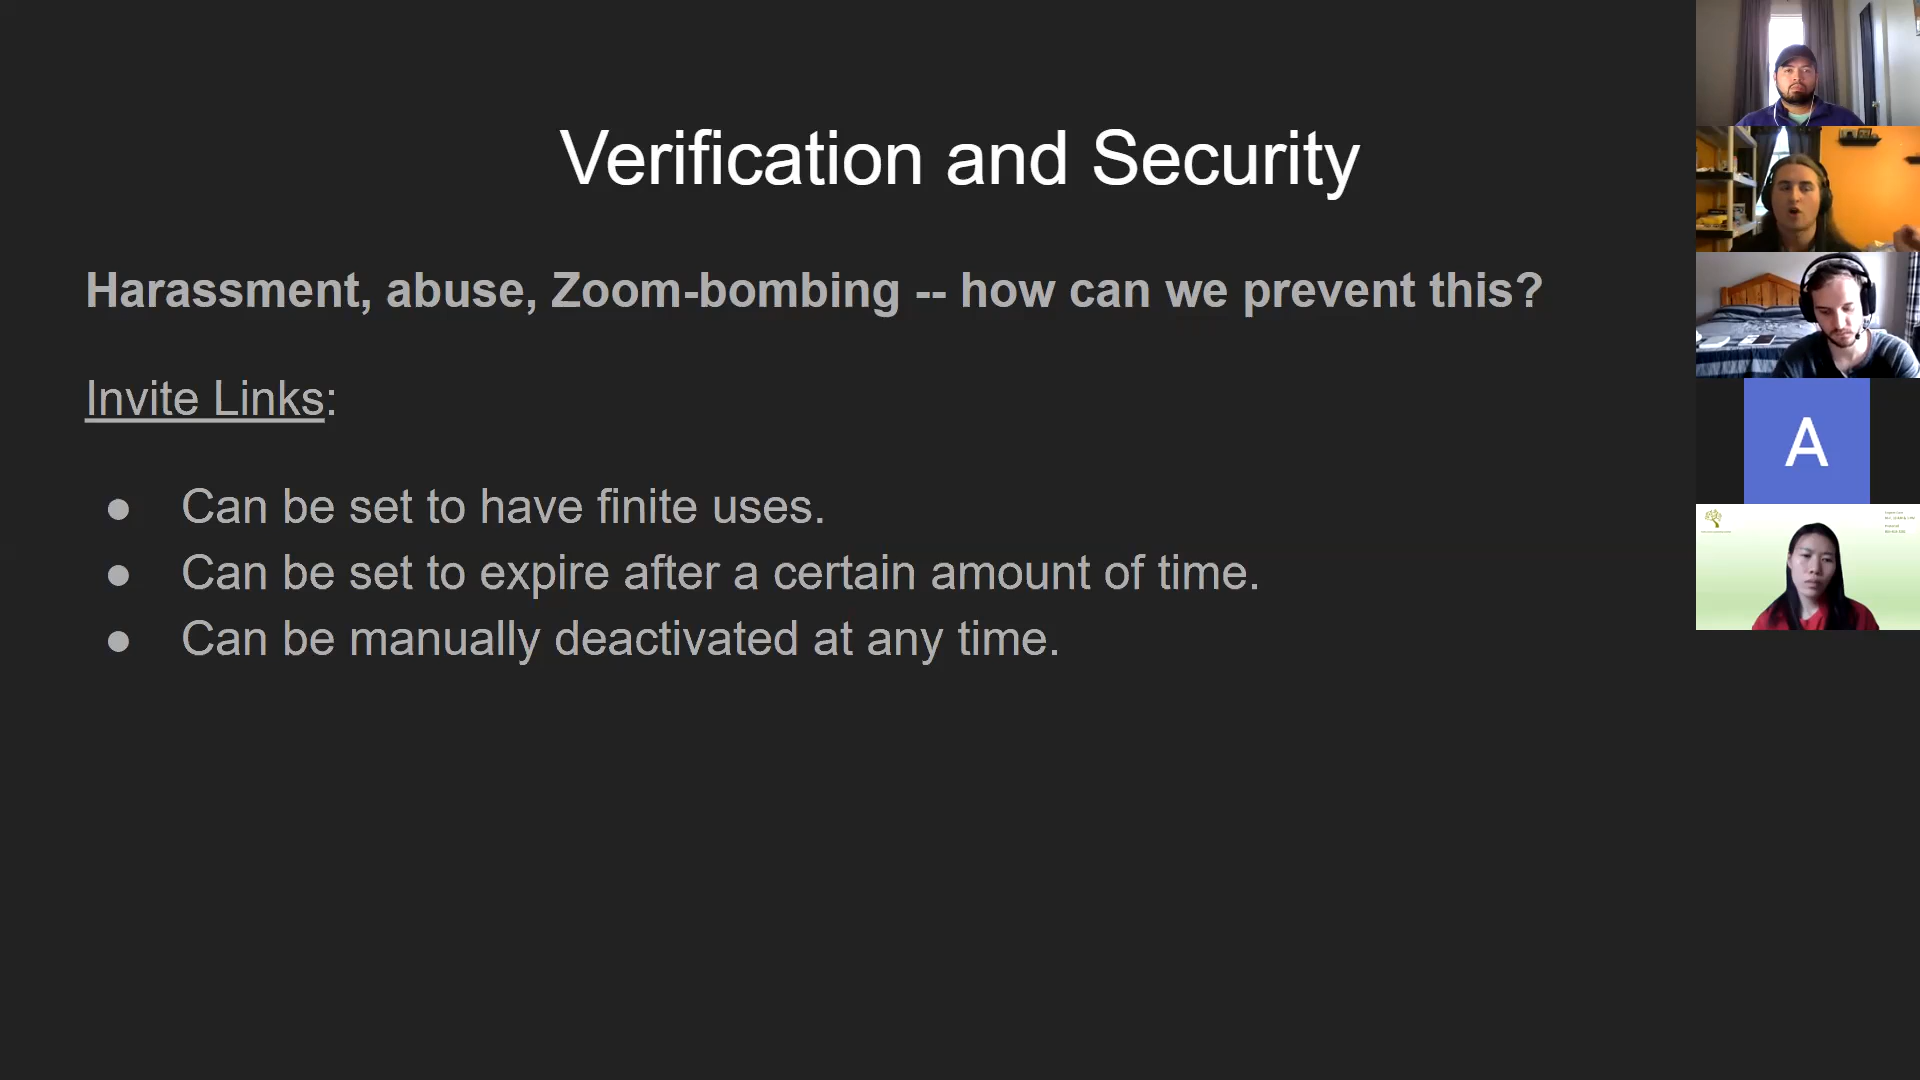 Verification and Security
Harassment, abuse, Zoom-bombing -- how can we prevent this?
Invite Links:
● Can be set to have finite uses.
● Can be set to expire after a certain amount of time.
● Can be manually deactivated at any time.
A